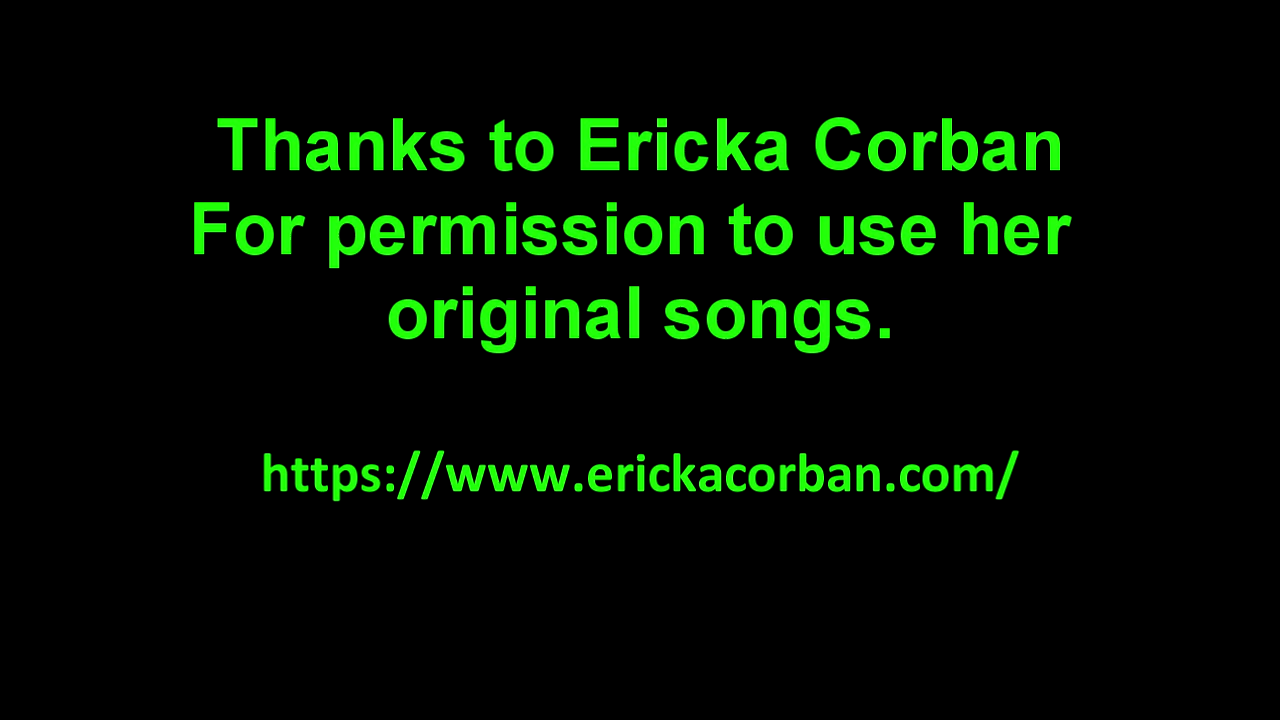 Thanks to Ericka Corban
For permission to use her
original songs.
https://www.erickacorban.com/